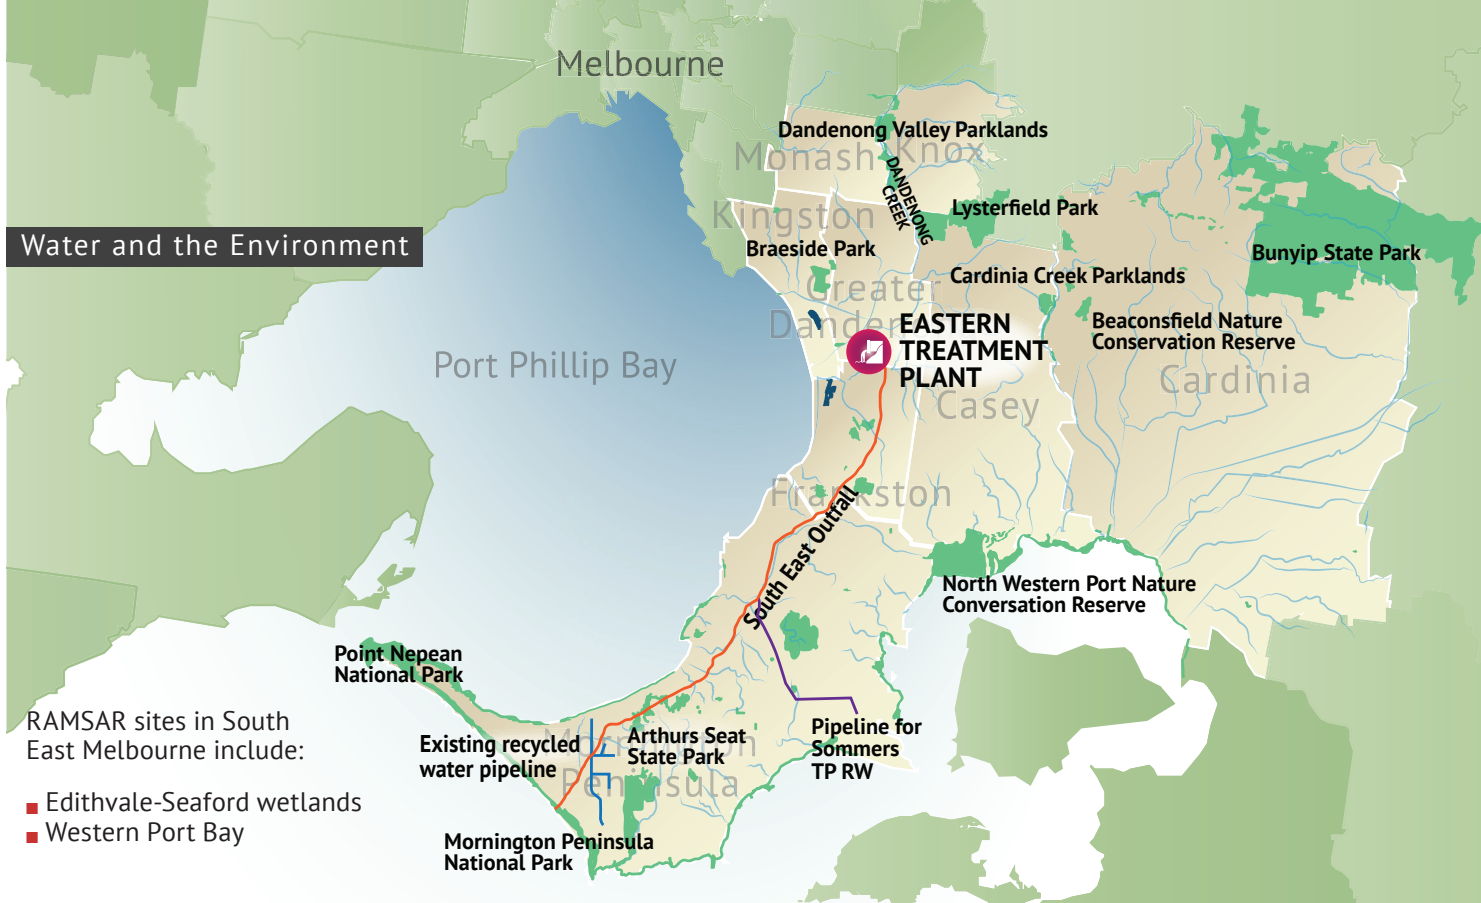 Melbourne
Dandenong Valley Parklands
Monash
Knox
DANDENONG
CREEK
Lysterfield Park
Kingston
Braeside Park
Water and the Environment
Bunyip State Park
Cardinia Creek Parklands
Greater
Dandenong
EASTERN
TREATMENT
PLANT
Beaconsfield Nature
Conservation Reserve
Port Phillip Bay
Cardinia
Casey
Frankston
South East Outfall
North Western Port Nature
Conversation Reserve
Point Nepean
National Park
RAMSAR sites in South
East Melbourne include:
Edithvale-Seaford wetlands
Western Port Bay
Existing recycled
water pipeline
Arthurs Seat
State Park
Mornington
Peninsula
Pipeline for
Sommers
TP RW
Mornington Peninsula
National Park